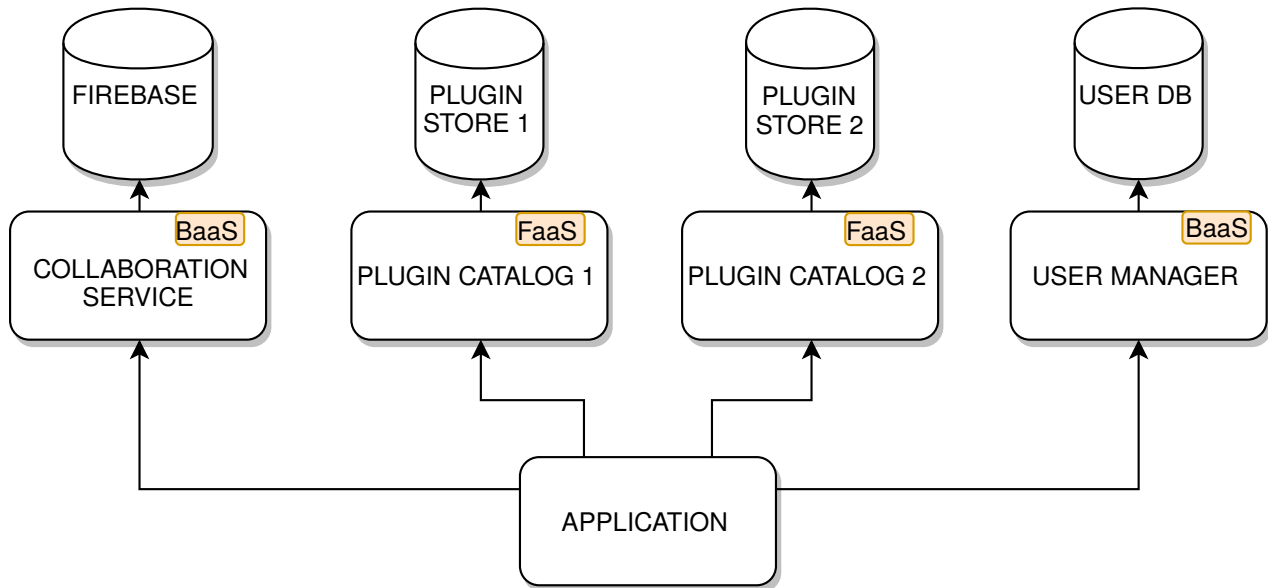 FIREBASE
PLUGIN
STORE 1
PLUGIN
STORE 2
USER DB
BaaS
COLLABORATION
SERVICE
FaaS
PLUGIN CATALOG 1
FaaS
PLUGIN CATALOG 2
BaaS
USER MANAGER
APPLICATION